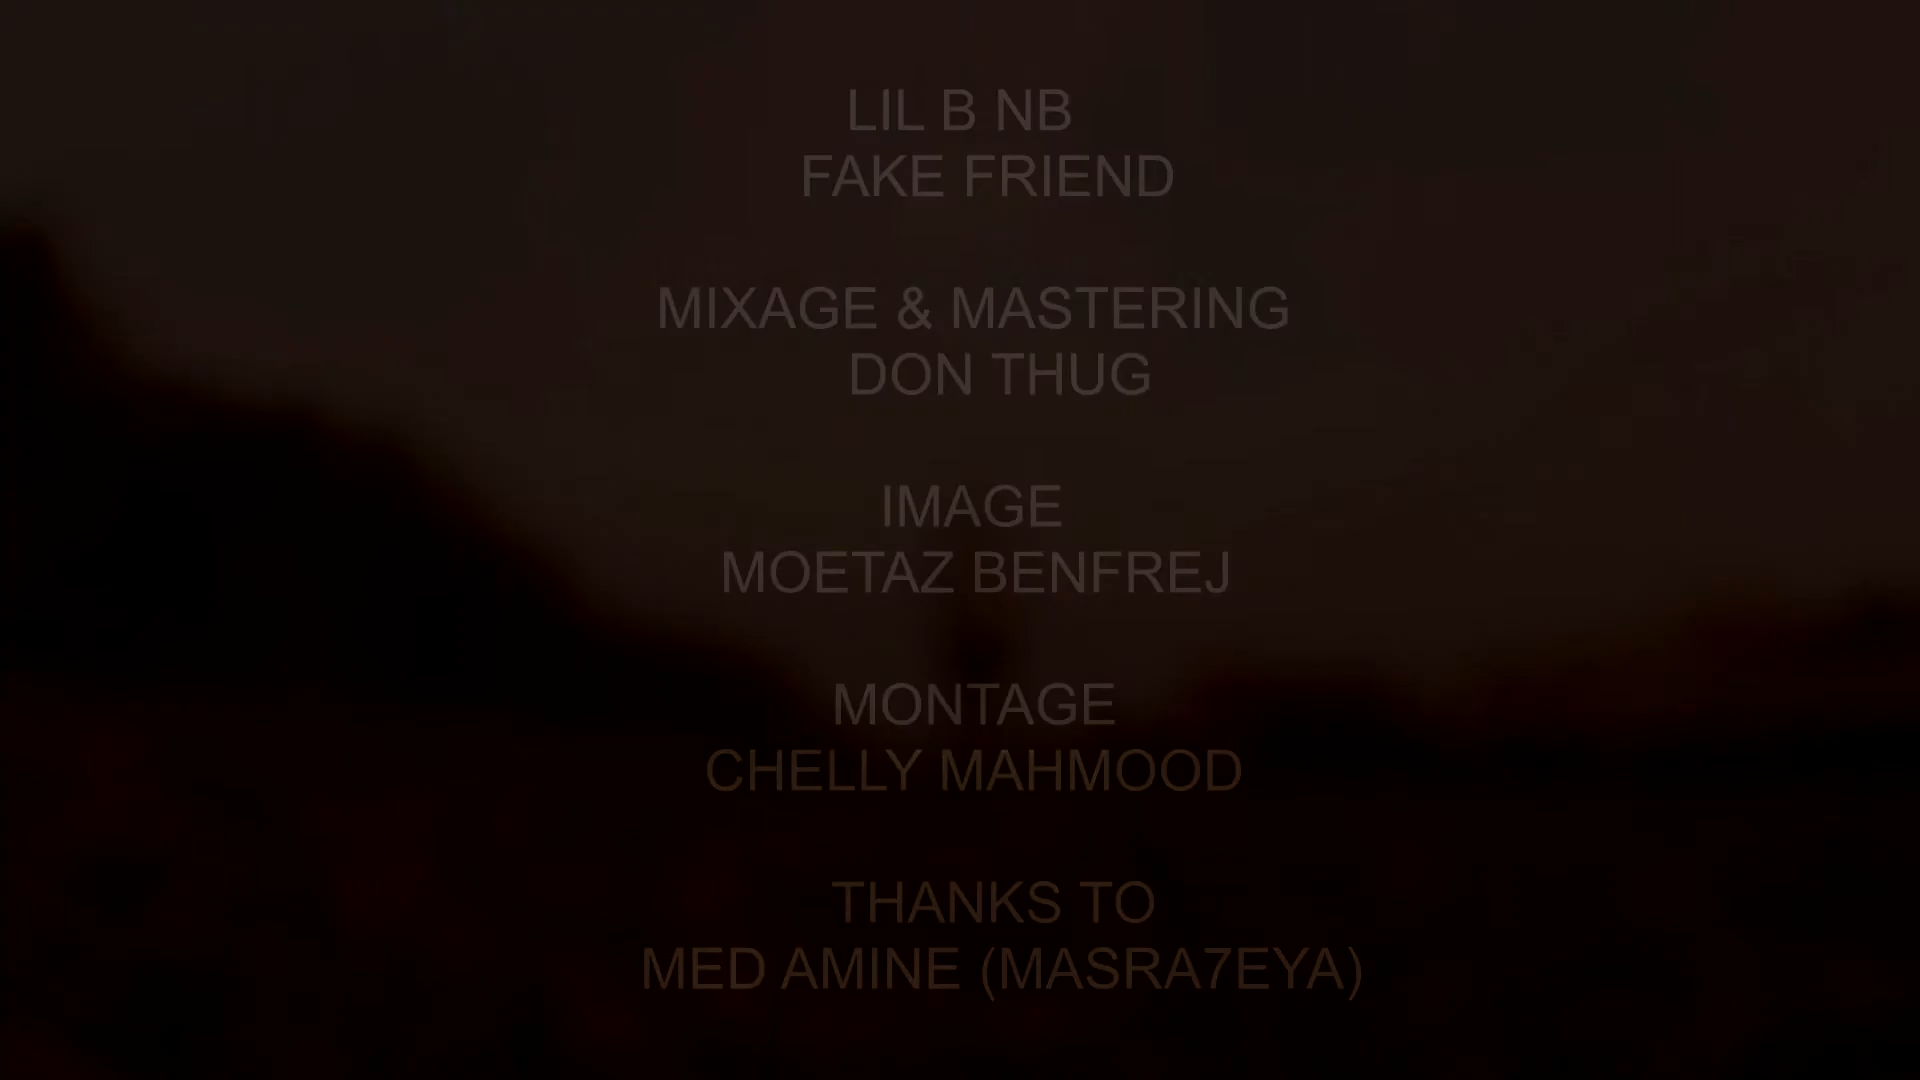 LIL B NB
FAKE FRIEND
MIXAGE & MASTERING
DON THUG
IMAGE
MOETAZ BENFREJ
MONTAGE
CHELLY MAHMOOD
THANKS TO
MED AMINE (MASRA7EYA)